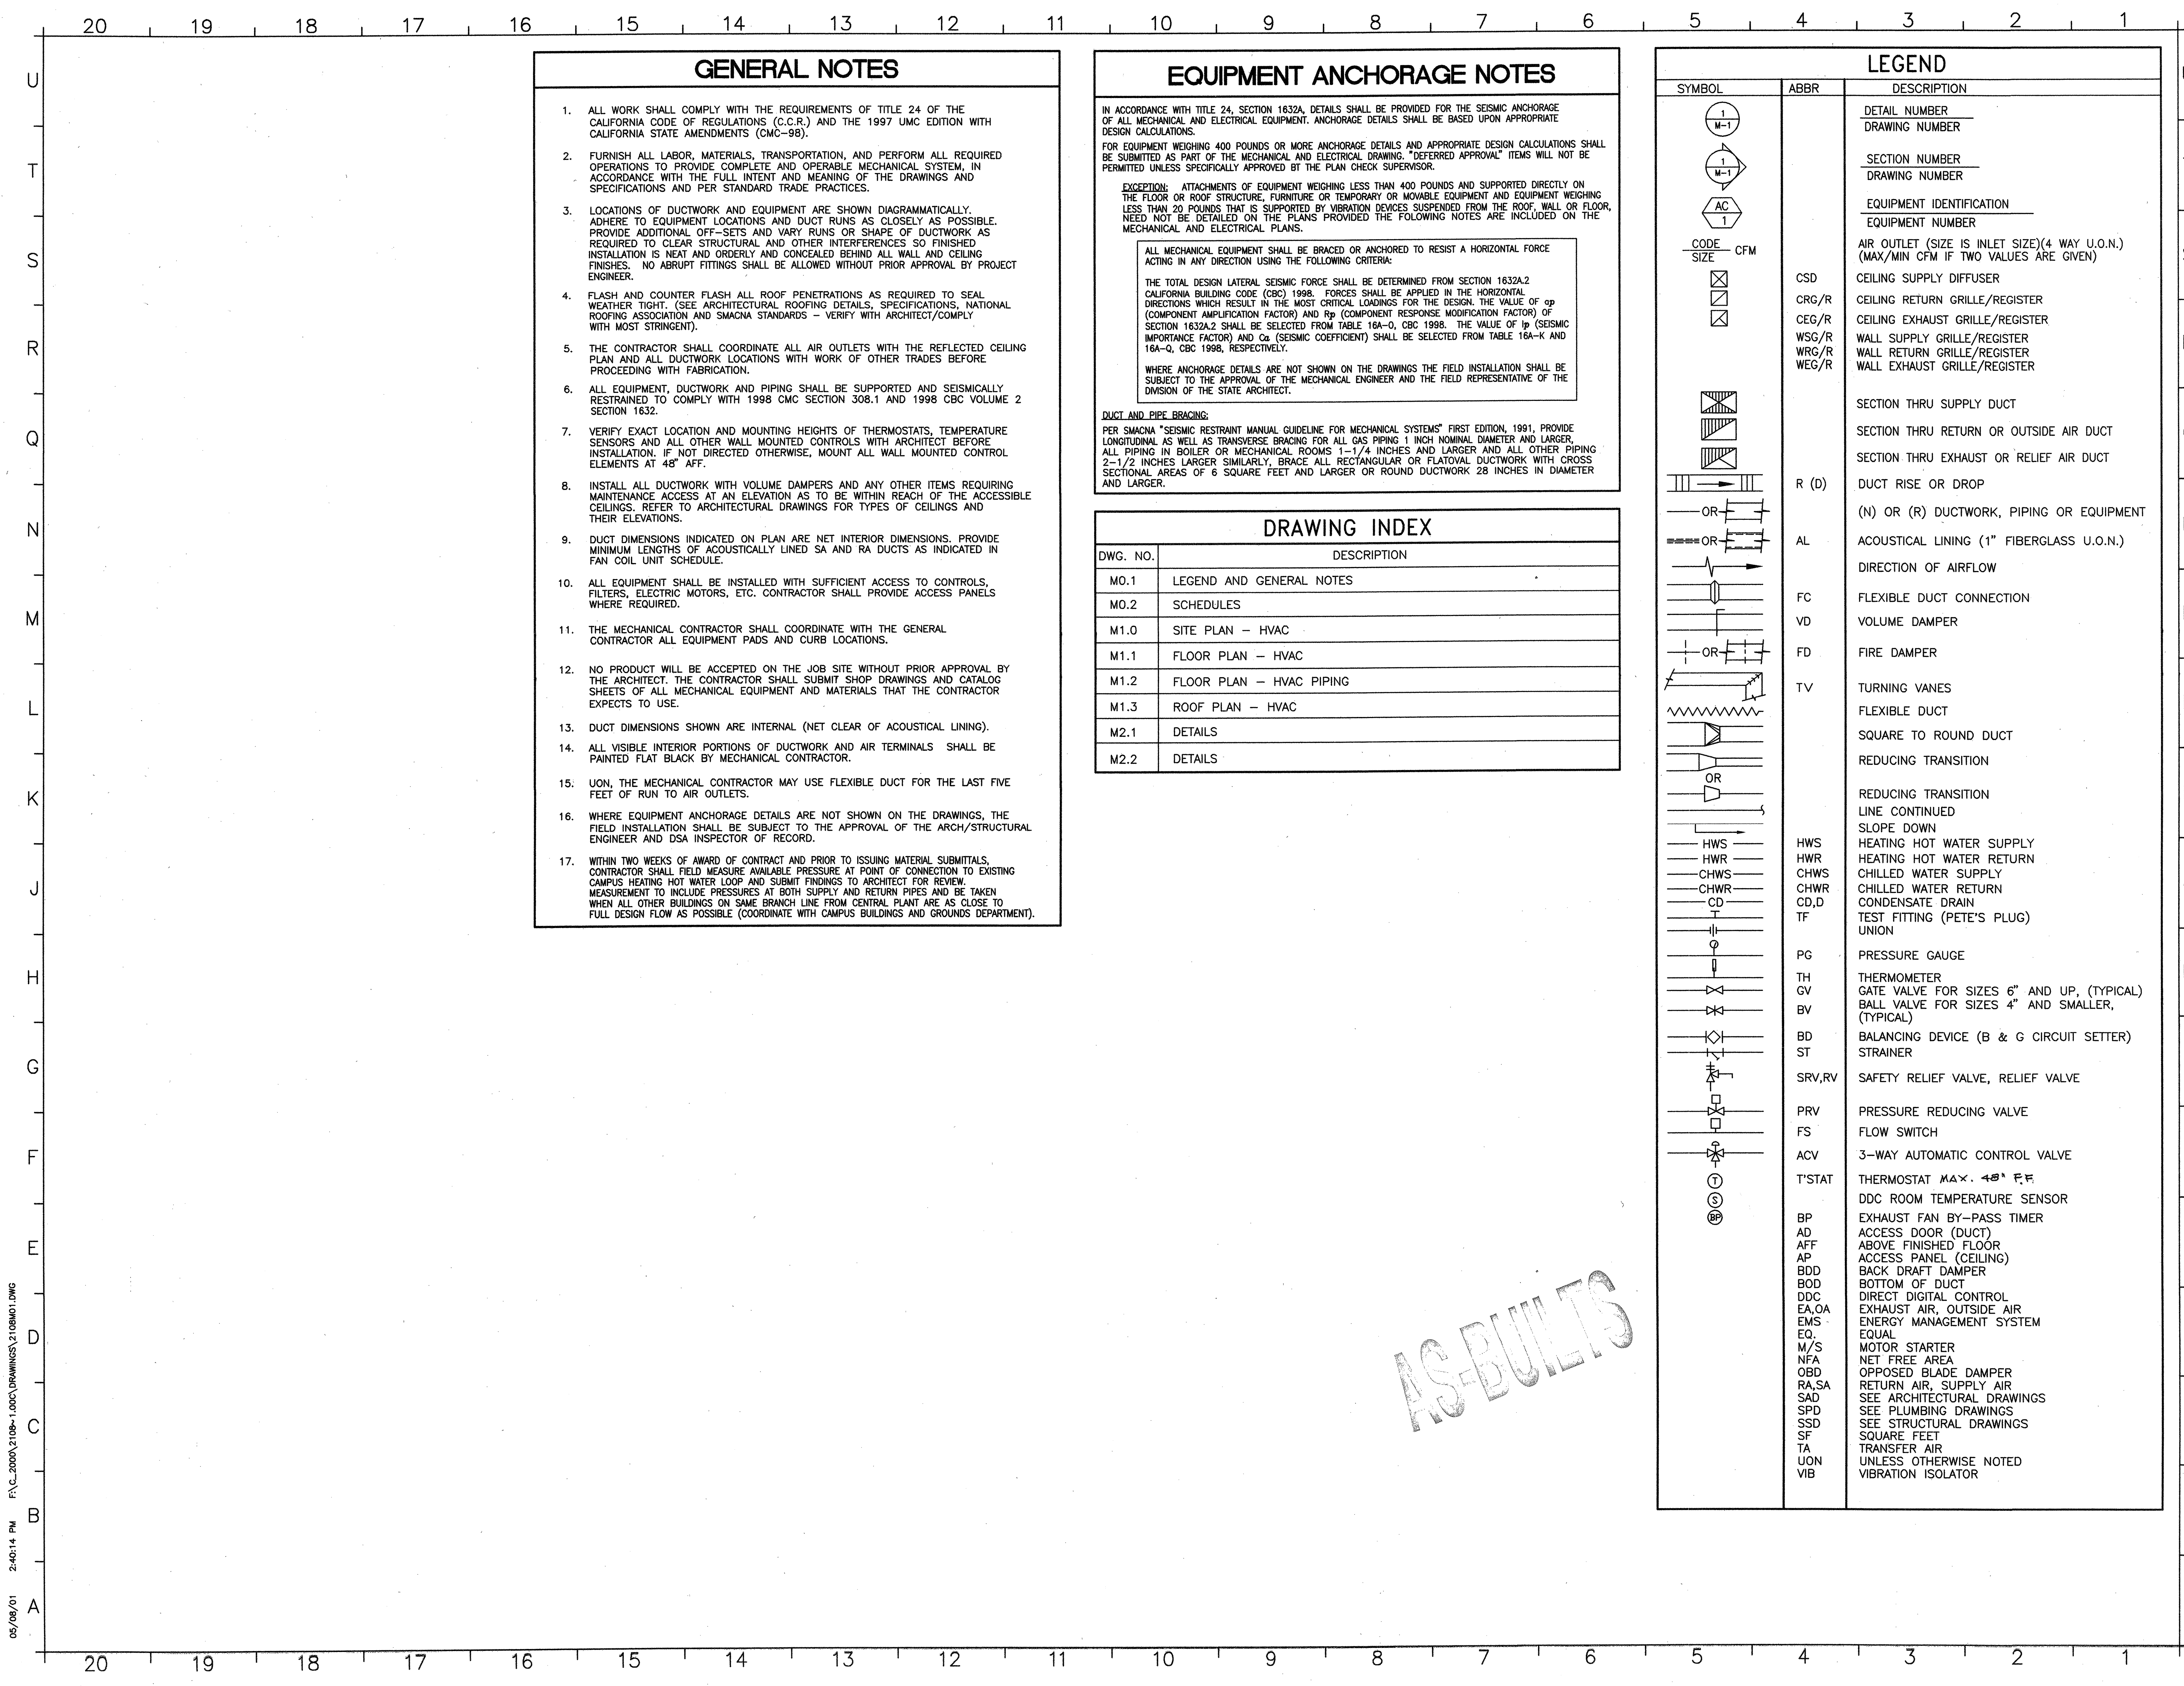 20 19 18 17 16 15 14 13 12 11 10 9 8 7 6 5 4 3 2 1
U
T
S
R
Q
N
M
L
K
J
H
G
F
E
D
C
B
A
GENERAL NOTES
1. ALL WORK SHALL COMPLY WITH THE REQUIREMENTS OF TITLE 24 OF THE
CALIFORNIA CODE OF REGULATIONS (C.C.R.) AND THE 1997 UMC EDITION WITH
CALIFORNIA STATE AMENDMENTS (CMC-98).
2. FURNISH ALL LABOR, MATERIALS, TRANSPORTATION, AND PERFORM ALL REQUIRED
OPERATIONS TO PROVIDE COMPLETE AND OPERABLE MECHANICAL SYSTEM, IN
ACCORDANCE WITH THE FULL INTENT AND MEANING OF THE DRAWINGS AND
SPECIFICATIONS AND PER STANDARD TRADE PRACTICES.
3. LOCATIONS OF DUCTWORK AND EQUIPMENT ARE SHOWN DIAGRAMMATICALLY.
ADHERE TO EQUIPMENT LOCATIONS AND DUCT RUNS AS CLOSELY AS POSSIBLE.
PROVIDE ADDITIONAL OFF-SETS AND VARY RUNS OR SHAPE OF DUCTWORK AS
REQUIRED TO CLEAR STRUCTURAL AND OTHER INTERFERENCES SO FINISHED
INSTALLATION IS NEAT AND ORDERLY AND CONCEALED BEHIND ALL WALL AND CEILING
FINISHES. NO ABRUPT FITTINGS SHALL BE ALLOWED WITHOUT PRIOR APPROVAL BY PROJECT
ENGINEER.
4. FLASH AND COUNTER FLASH ALL ROOF PENETRATIONS AS REQUIRED TO SEAL
WEATHER TIGHT. (SEE ARCHITECTURAL ROOFING DETAILS, SPECIFICATIONS, NATIONAL
ROOFING ASSOCIATION AND SMACNA STANDARDS - VERIFY WITH ARCHITECT/COMPLY
WITH MOST STRINGENT).
5. THE CONTRACTOR SHALL COORDINATE ALL AIR OUTLETS WITH THE REFLECTED CEILING
PLAN AND ALL DUCTWORK LOCATIONS WITH WORK OF OTHER TRADES BEFORE
PROCEEDING WITH FABRICATION.
6. ALL EQUIPMENT, DUCTWORK AND PIPING SHALL BE SUPPORTED AND SEISMICALLY
RESTRAINED TO COMPLY WITH 1998 CMC SECTION 308.1 AND 1998 CBC VOLUME 2
SECTION 1632.
7. VERIFY EXACT LOCATION AND MOUNTING HEIGHTS OF THERMOSTATS, TEMPERATURE
SENSORS AND ALL OTHER WALL MOUNTED CONTROLS WITH ARCHITECT BEFORE
INSTALLATION. IF NOT DIRECTED OTHERWISE, MOUNT ALL WALL MOUNTED CONTROL
ELEMENTS AT 48" AFF.
8. INSTALL ALL DUCTWORK WITH VOLUME DAMPERS AND ANY OTHER ITEMS REQUIRING
MAINTENANCE ACCESS AT AN ELEVATION AS TO BE WITHIN REACH OF THE ACCESSIBLE
CEILINGS. REFER TO ARCHITECTURAL DRAWINGS FOR TYPES OF CEILINGS AND
THEIR ELEVATIONS.
9. DUCT DIMENSIONS INDICATED ON PLAN ARE NET INTERIOR DIMENSIONS. PROVIDE
MINIMUM LENGTHS OF ACOUSTICALLY LINED SA AND RA DUCTS AS INDICATED IN
FAN COIL UNIT SCHEDULE.
10. ALL EQUIPMENT SHALL BE INSTALLED WITH SUFFICIENT ACCESS TO CONTROLS,
FILTERS, ELECTRIC MOTORS, ETC. CONTRACTOR SHALL PROVIDE ACCESS PANELS
WHERE REQUIRED.
11. THE MECHANICAL CONTRACTOR SHALL COORDINATE WITH THE GENERAL
CONTRACTOR ALL EQUIPMENT PADS AND CURB LOCATIONS.
12. NO PRODUCT WILL BE ACCEPTED ON THE JOB SITE WITHOUT PRIOR APPROVAL BY
THE ARCHITECT. THE CONTRACTOR SHALL SUBMIT SHOP DRAWINGS AND CATALOG
SHEETS OF ALL MECHANICAL EQUIPMENT AND MATERIALS THAT THE CONTRACTOR
EXPECTS TO USE.
13. DUCT DIMENSIONS SHOWN ARE INTERNAL (NET CLEAR OF ACOUSTICAL LINING).
14. ALL VISIBLE INTERIOR PORTIONS OF DUCTWORK AND AIR TERMINALS SHALL BE
PAINTED FLAT BLACK BY MECHANICAL CONTRACTOR.
15. UON, THE MECHANICAL CONTRACTOR MAY USE FLEXIBLE DUCT FOR THE LAST FIVE
FEET OF RUN TO AIR OUTLETS.
16. WHERE EQUIPMENT ANCHORAGE DETAILS ARE NOT SHOWN ON THE DRAWINGS, THE
FIELD INSTALLATION SHALL BE SUBJECT TO THE APPROVAL OF THE ARCH/STRUCTURAL
ENGINEER AND DSA INSPECTOR OF RECORD.
17. WITHIN TWO WEEKS OF AWARD OF CONTRACT AND PRIOR TO ISSUING MATERIAL SUBMITTALS,
CONTRACTOR SHALL FIELD MEASURE AVAILABLE PRESSURE AT POINT OF CONNECTION TO EXISTING
CAMPUS HEATING HOT WATER LOOP AND SUBMIT FINDINGS TO ARCHITECT FOR REVIEW.
MEASUREMENT TO INCLUDE PRESSURES AT BOTH SUPPLY AND RETURN PIPES AND BE TAKEN
WHEN ALL OTHER BUILDINGS ON SAME BRANCH LINE FROM CENTRAL PLANT ARE AS CLOSE TO
FULL DESIGN FLOW AS POSSIBLE (COORDINATE WITH CAMPUS BUILDINGS AND GROUNDS DEPARTMENT).
EQUIPMENT ANCHORAGE NOTES
IN ACCORDANCE WITH TITLE 24, SECTION 1632A, DETAILS SHALL BE PROVIDED FOR THE SEISMIC ANCHORAGE
OF ALL MECHANICAL AND ELECTRICAL EQUIPMENT. ANCHORAGE DETAILS SHALL BE BASED UPON APPROPRIATE
DESIGN CALCULATIONS.
FOR EQUIPMENT WEIGHING 400 POUNDS OR MORE ANCHORAGE DETAILS AND APPROPRIATE DESIGN CALCULATIONS SHALL
BE SUBMITTED AS PART OF THE MECHANICAL AND ELECTRICAL DRAWING. "DEFERRED APPROVAL" ITEMS WILL NOT BE
PERMITTED UNLESS SPECIFICALLY APPROVED BT THE PLAN CHECK SUPERVISOR.
EXCEPTION: ATTACHMENTS OF EQUIPMENT WEIGHING LESS THAN 400 POUNDS AND SUPPORTED DIRECTLY ON
THE FLOOR OR ROOF STRUCTURE, FURNITURE OR TEMPORARY OR MOVABLE EQUIPMENT AND EQUIPMENT WEIGHING
LESS THAN 20 POUNDS THAT IS SUPPORTED BY VIBRATION DEVICES SUSPENDED FROM THE ROOF, WALL OR FLOOR,
NEED NOT BE DETAILED ON THE PLANS PROVIDED THE FOLOWING NOTES ARE INCLUDED ON THE
MECHANICAL AND ELECTRICAL PLANS.
ALL MECHANICAL EQUIPMENT SHALL BE BRACED OR ANCHORED TO RESIST A HORIZONTAL FORCE
ACTING IN ANY DIRECTION USING THE FOLLOWING CRITERIA:
THE TOTAL DESIGN LATERAL SEISMIC FORCE SHALL BE DETERMINED FROM SECTION 1632A.2
CALIFORNIA BUILDING CODE (CBC) 1998. FORCES SHALL BE APPLIED IN THE HORIZONTAL
DIRECTIONS WHICH RESULT IN THE MOST CRITICAL LOADINGS FOR THE DESIGN. THE VALUE OF ap
(COMPONENT AMPLIFICATION FACTOR) AND Rp (COMPONENT RESPONSE MODIFICATION FACTOR) OF
SECTION 1632A.2 SHALL BE SELECTED FROM TABLE 16A-O, CBC 1998. THE VALUE OF Ip (SEISMIC
IMPORTANCE FACTOR) AND Ca (SEISMIC COEFFICIENT) SHALL BE SELECTED FROM TABLE 16A-K AND
16A-Q, CBC 1998, RESPECTIVELY.
WHERE ANCHORAGE DETAILS ARE NOT SHOWN ON THE DRAWINGS THE FIELD INSTALLATION SHALL BE
SUBJECT TO THE APPROVAL OF THE MECHANICAL ENGINEER AND THE FIELD REPRESENTATIVE OF THE
DIVISION OF THE STATE ARCHITECT.
DUCT AND PIPE BRACING:
PER SMACNA "SEISMIC RESTRAINT MANUAL GUIDELINE FOR MECHANICAL SYSTEMS" FIRST EDITION, 1991, PROVIDE
LONGITUDINAL AS WELL AS TRANSVERSE BRACING FOR ALL GAS PIPING 1 INCH NOMINAL DIAMETER AND LARGER,
ALL PIPING IN BOILER OR MECHANICAL ROOMS 1-1/4 INCHES AND LARGER AND ALL OTHER PIPING
2-1/2 INCHES LARGER SIMILARLY, BRACE ALL RECTANGULAR OR FLATOVAL DUCTWORK WITH CROSS
SECTIONAL AREAS OF 6 SQUARE FEET AND LARGER OR ROUND DUCTWORK 28 INCHES IN DIAMETER
AND LARGER.
DRAWING INDEX
DWG. NO. DESCRIPTION
M0.1 LEGEND AND GENERAL NOTES
M0.2 SCHEDULES
M1.0 SITE PLAN - HVAC
M1.1 FLOOR PLAN - HVAC
M1.2 FLOOR PLAN - HVAC PIPING
M1.3 ROOF PLAN - HVAC
M2.1 DETAILS
M2.2 DETAILS
LEGEND
SYMBOL ABBR DESCRIPTION
1 DETAIL NUMBER
M-1 DRAWING NUMBER
1 SECTION NUMBER
M-1 DRAWING NUMBER
AC EQUIPMENT IDENTIFICATION
1 EQUIPMENT NUMBER
CODE AIR OUTLET (SIZE IS INLET SIZE)(4 WAY U.O.N.)
SIZE CFM (MAX/MIN CFM IF TWO VALUES ARE GIVEN)
CSD CEILING SUPPLY DIFFUSER
CRG/R CEILING RETURN GRILLE/REGISTER
CEG/R CEILING EXHAUST GRILLE/REGISTER
WSG/R WALL SUPPLY GRILLE/REGISTER
WRG/R WALL RETURN GRILLE/REGISTER
WEG/R WALL EXHAUST GRILLE/REGISTER
SECTION THRU SUPPLY DUCT
SECTION THRU RETURN OR OUTSIDE AIR DUCT
SECTION THRU EXHAUST OR RELIEF AIR DUCT
R (D) DUCT RISE OR DROP
OR (N) OR (R) DUCTWORK, PIPING OR EQUIPMENT
OR AL ACOUSTICAL LINING (1" FIBERGLASS U.O.N.)
DIRECTION OF AIRFLOW
FC FLEXIBLE DUCT CONNECTION
VD VOLUME DAMPER
OR FD FIRE DAMPER
TV TURNING VANES
FLEXIBLE DUCT
SQUARE TO ROUND DUCT
REDUCING TRANSITION
OR
REDUCING TRANSITION
LINE CONTINUED
SLOPE DOWN
HWS HWS HEATING HOT WATER SUPPLY
HWR HWR HEATING HOT WATER RETURN
CHWS CHWS CHILLED WATER SUPPLY
CHWR CHWR CHILLED WATER RETURN
CD CD,D CONDENSATE DRAIN
TF TEST FITTING (PETE'S PLUG)
UNION
PG PRESSURE GAUGE
TH THERMOMETER
GV GATE VALVE FOR SIZES 6" AND UP, (TYPICAL)
BV BALL VALVE FOR SIZES 4" AND SMALLER,
(TYPICAL)
BD BALANCING DEVICE (B & G CIRCUIT SETTER)
ST STRAINER
SRV,RV SAFETY RELIEF VALVE, RELIEF VALVE
PRV PRESSURE REDUCING VALVE
FS FLOW SWITCH
ACV 3-WAY AUTOMATIC CONTROL VALVE
T T'STAT THERMOSTAT MAX. 48" F.F.
S DDC ROOM TEMPERATURE SENSOR
BP BP EXHAUST FAN BY-PASS TIMER
AD ACCESS DOOR (DUCT)
AFF ABOVE FINISHED FLOOR
AP ACCESS PANEL (CEILING)
BDD BACK DRAFT DAMPER
BOD BOTTOM OF DUCT
DDC DIRECT DIGITAL CONTROL
EA,OA EXHAUST AIR, OUTSIDE AIR
EMS ENERGY MANAGEMENT SYSTEM
EQ. EQUAL
M/S MOTOR STARTER
NFA NET FREE AREA
OBD OPPOSED BLADE DAMPER
RA,SA RETURN AIR, SUPPLY AIR
SAD SEE ARCHITECTURAL DRAWINGS
SPD SEE PLUMBING DRAWINGS
SSD SEE STRUCTURAL DRAWINGS
SF SQUARE FEET
TA TRANSFER AIR
UON UNLESS OTHERWISE NOTED
VIB VIBRATION ISOLATOR
AS-BUILTS
05/08/01 2:40:14 PM F:\C_2000\2108~1.00C\DRAWINGS\2108M01.DWG
20 19 18 17 16 15 14 13 12 11 10 9 8 7 6 5 4 3 2 1